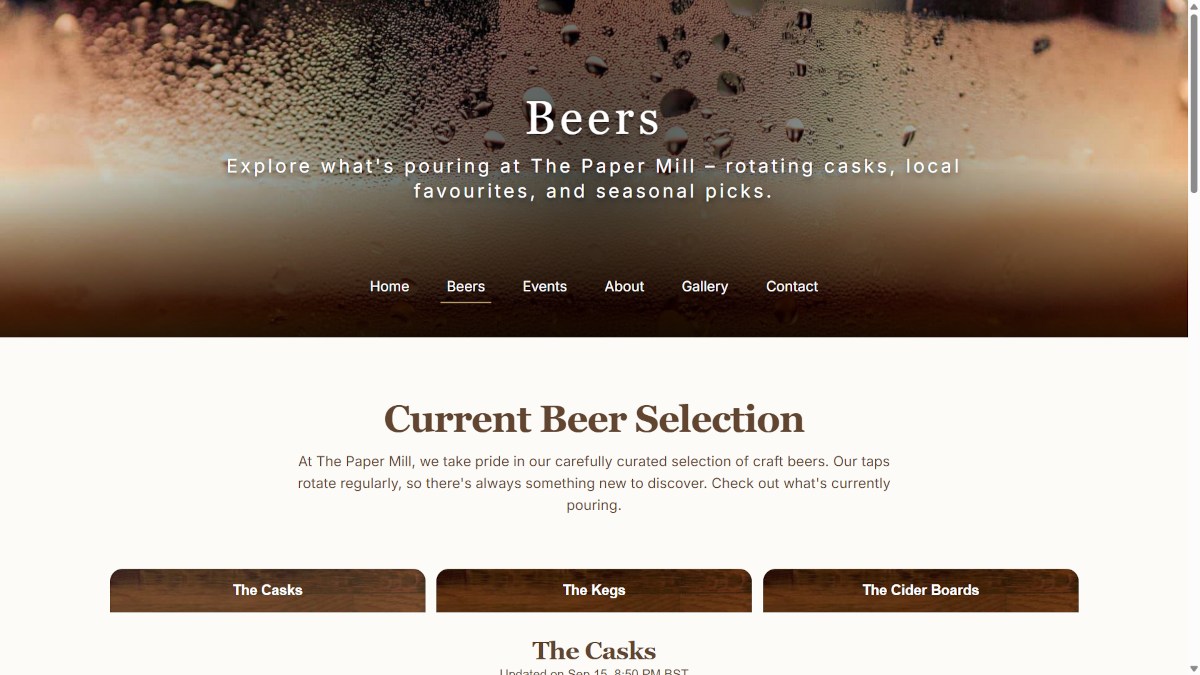 Beers
Explore what's pouring at The Paper Mill – rotating casks, local
favourites, and seasonal picks.
Home Beers Events About Gallery Contact
Current Beer Selection
At The Paper Mill, we take pride in our carefully curated selection of craft beers. Our taps
rotate regularly, so there's always something new to discover. Check out what's currently
pouring.
The Casks The Kegs The Cider Boards
The Casks
Updated on Sep 15, 8:50 PM BST